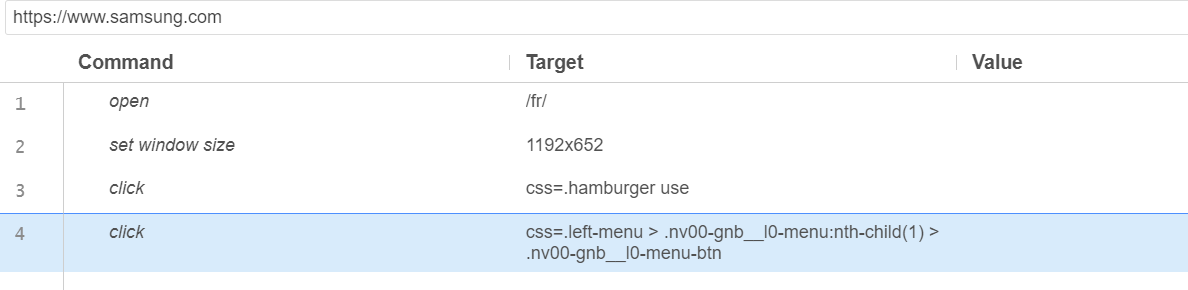 https://www.samsung.com
Command Target Value
1 open /fr/
2 set window size 1192x652
3 click css=.hamburger use
4 click css=.left-menu > .nv00-gnb__l0-menu:nth-child(1) >
.nv00-gnb__l0-menu-btn